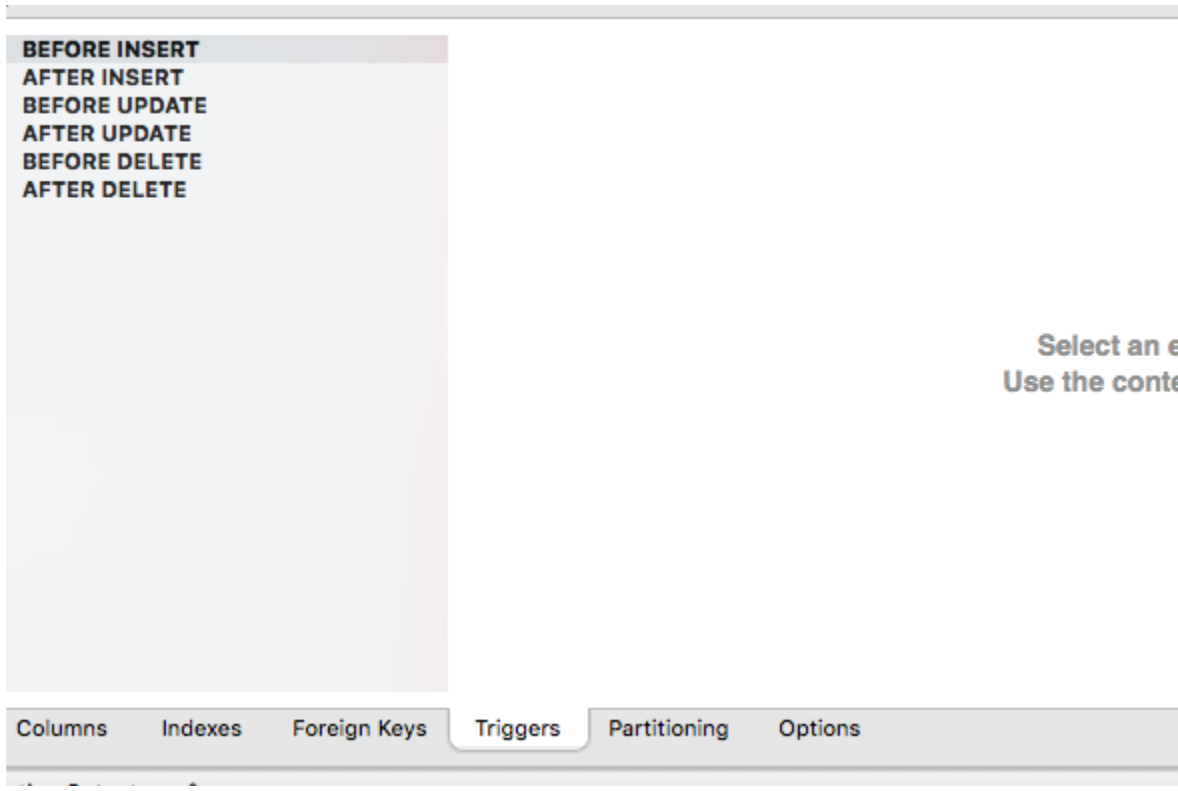 BEFORE INSERT
AFTER INSERT
BEFORE UPDATE
AFTER UPDATE
BEFORE DELETE
AFTER DELETE
Select an
Use the
Columns Indexes Foreign Keys Triggers Partitioning Options